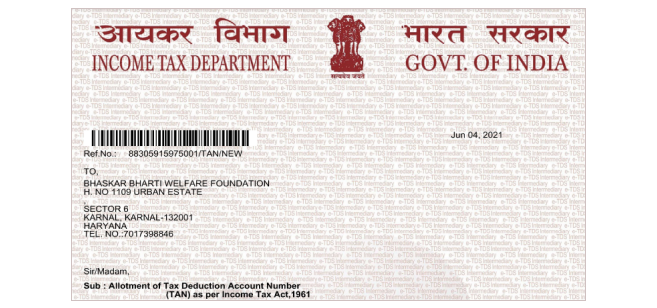 आयकर विभाग
INCOME TAX DEPARTMENT
सत्यमेव जयते
भारत सरकार
GOVT. OF INDIA
Jun 04, 2021
Ref.No.: 88305915975001/TAN/NEW
TO,
BHASKAR BHARTI WELFARE FOUNDATION
H. NO 1109 URBAN ESTATE
,
SECTOR 6
KARNAL, KARNAL-132001
HARYANA
TEL. NO.:7017398846
Sir/Madam,
Sub : Allotment of Tax Deduction Account Number
(TAN) as per Income Tax Act,1961